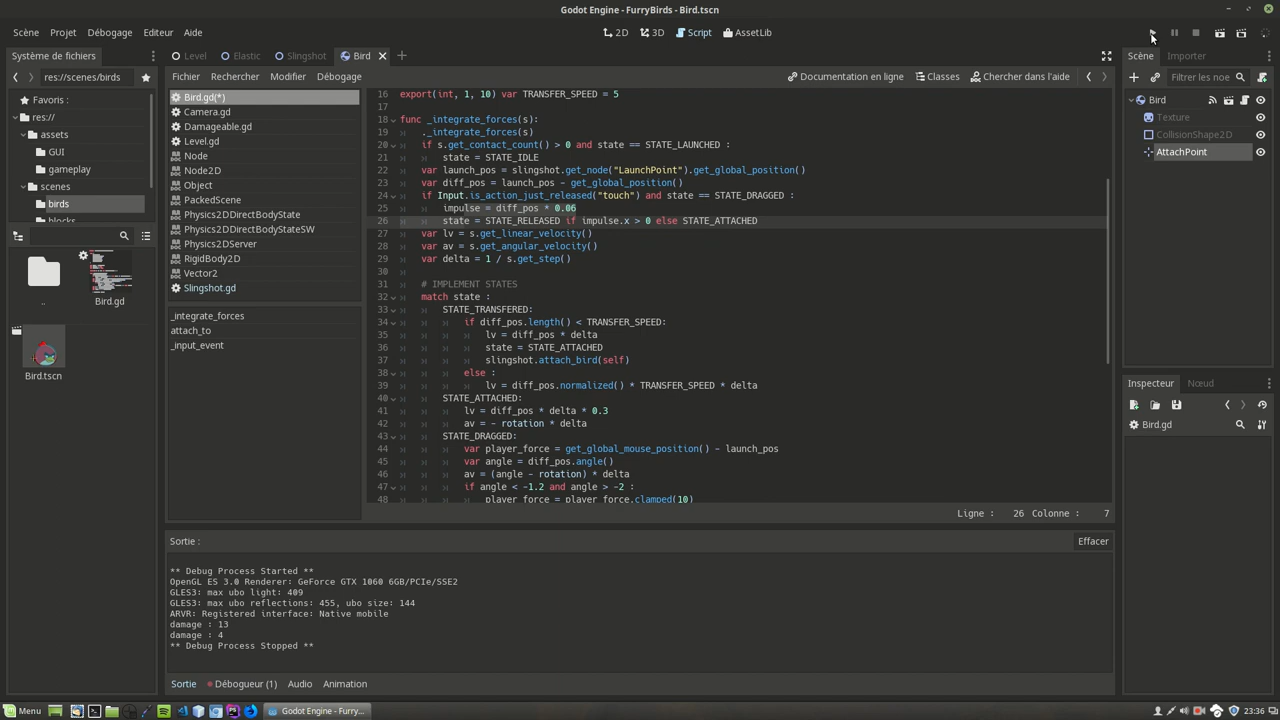 Godot Engine - FurryBirds - Bird.tscn
Scène Projet Débogage Editeur Aide
2D 3D Script AssetLib
Système de fichiers
res://scenes/birds
Favoris :
res://
assets
GUI
gameplay
scenes
birds
blocks
..
Bird.gd
Bird.tscn
Level Elastic Slingshot Bird
Fichier Rechercher Modifier Débogage
Documentation en ligne Classes Chercher dans l'aide
Bird.gd(*)
Camera.gd
Damageable.gd
Level.gd
Node
Node2D
Object
PackedScene
Physics2DDirectBodyState
Physics2DDirectBodyStateSW
Physics2DServer
RigidBody2D
Vector2
Slingshot.gd
_integrate_forces
attach_to
_input_event
16 export(int, 1, 10) var TRANSFER_SPEED = 5
17
18 func _integrate_forces(s):
19 ._integrate_forces(s)
20 if s.get_contact_count() > 0 and state == STATE_LAUNCHED :
21 state = STATE_IDLE
22 var launch_pos = slingshot.get_node("LaunchPoint").get_global_position()
23 var diff_pos = launch_pos - get_global_position()
24 if Input.is_action_just_released("touch") and state == STATE_DRAGGED :
25 impulse = diff_pos * 0.06
26 state = STATE_RELEASED if impulse.x > 0 else STATE_ATTACHED
27 var lv = s.get_linear_velocity()
28 var av = s.get_angular_velocity()
29 var delta = 1 / s.get_step()
30
31 # IMPLEMENT STATES
32 match state :
33 STATE_TRANSFERED:
34 if diff_pos.length() < TRANSFER_SPEED:
35 lv = diff_pos * delta
36 state = STATE_ATTACHED
37 slingshot.attach_bird(self)
38 else :
39 lv = diff_pos.normalized() * TRANSFER_SPEED * delta
40 STATE_ATTACHED:
41 lv = diff_pos * delta * 0.3
42 av = - rotation * delta
43 STATE_DRAGGED:
44 var player_force = get_global_mouse_position() - launch_pos
45 var angle = diff_pos.angle()
46 av = (angle - rotation) * delta
47 if angle < -1.2 and angle > -2 :
48 player_force = player_force.clamped(10)
Ligne : 26 Colonne : 7
Sortie : Effacer
** Debug Process Started **
OpenGL ES 3.0 Renderer: GeForce GTX 1060 6GB/PCIe/SSE2
GLES3: max ubo light: 409
GLES3: max ubo reflections: 455, ubo size: 144
ARVR: Registered interface: Native mobile
damage : 13
damage : 4
** Debug Process Stopped **
Sortie Débogueur (1) Audio Animation
Scène Importer
Filtrer les noe
Bird
Texture
CollisionShape2D
AttachPoint
Inspecteur Nœud
Bird.gd
Menu
Godot Engine - Furry...
23:36